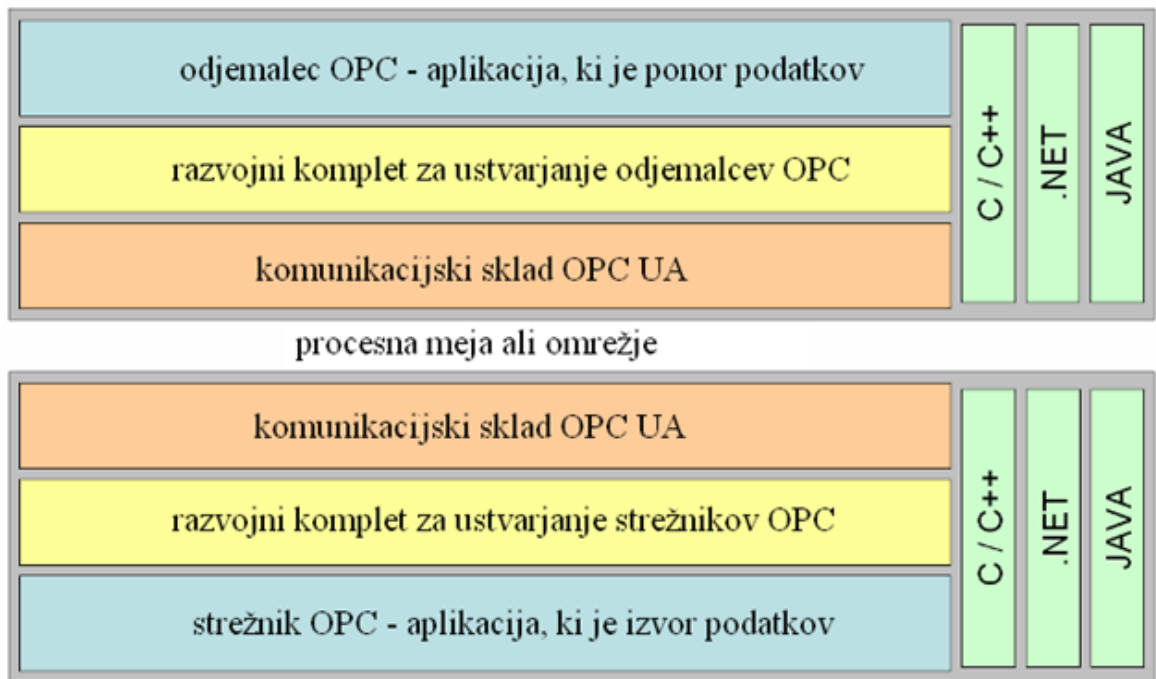 odjemalec OPC - aplikacija, ki je ponor podatkov
razvojni komplet za ustvarjanje odjemalcev OPC
komunikacijski sklad OPC UA
C / C++
.NET
JAVA
procesna meja ali omrežje
komunikacijski sklad OPC UA
razvojni komplet za ustvarjanje strežnikov OPC
strežnik OPC - aplikacija, ki je izvor podatkov
C / C++
.NET
JAVA